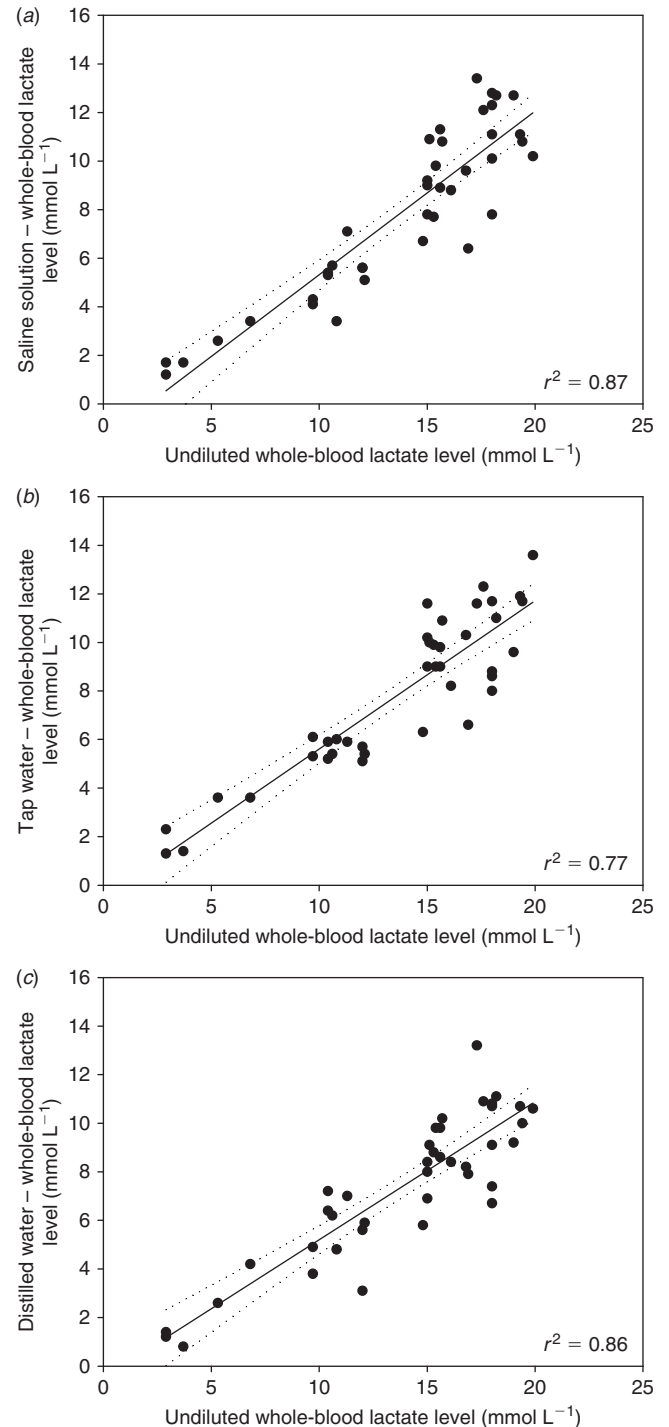 (a)
16
14
12
10
8
6
4
2
0
Saline solution – whole-blood lactate
level (mmol L⁻¹)
r² = 0.87
0 5 10 15 20 25
Undiluted whole-blood lactate level (mmol L⁻¹)
(b)
16
14
12
10
8
6
4
2
0
Tap water – whole-blood lactate
level (mmol L⁻¹)
r² = 0.77
0 5 10 15 20 25
Undiluted whole-blood lactate level (mmol L⁻¹)
(c)
16
14
12
10
8
6
4
2
0
Distilled water – whole-blood lactate
level (mmol L⁻¹)
r² = 0.86
0 5 10 15 20 25
Undiluted whole-blood lactate level (mmol L⁻¹)